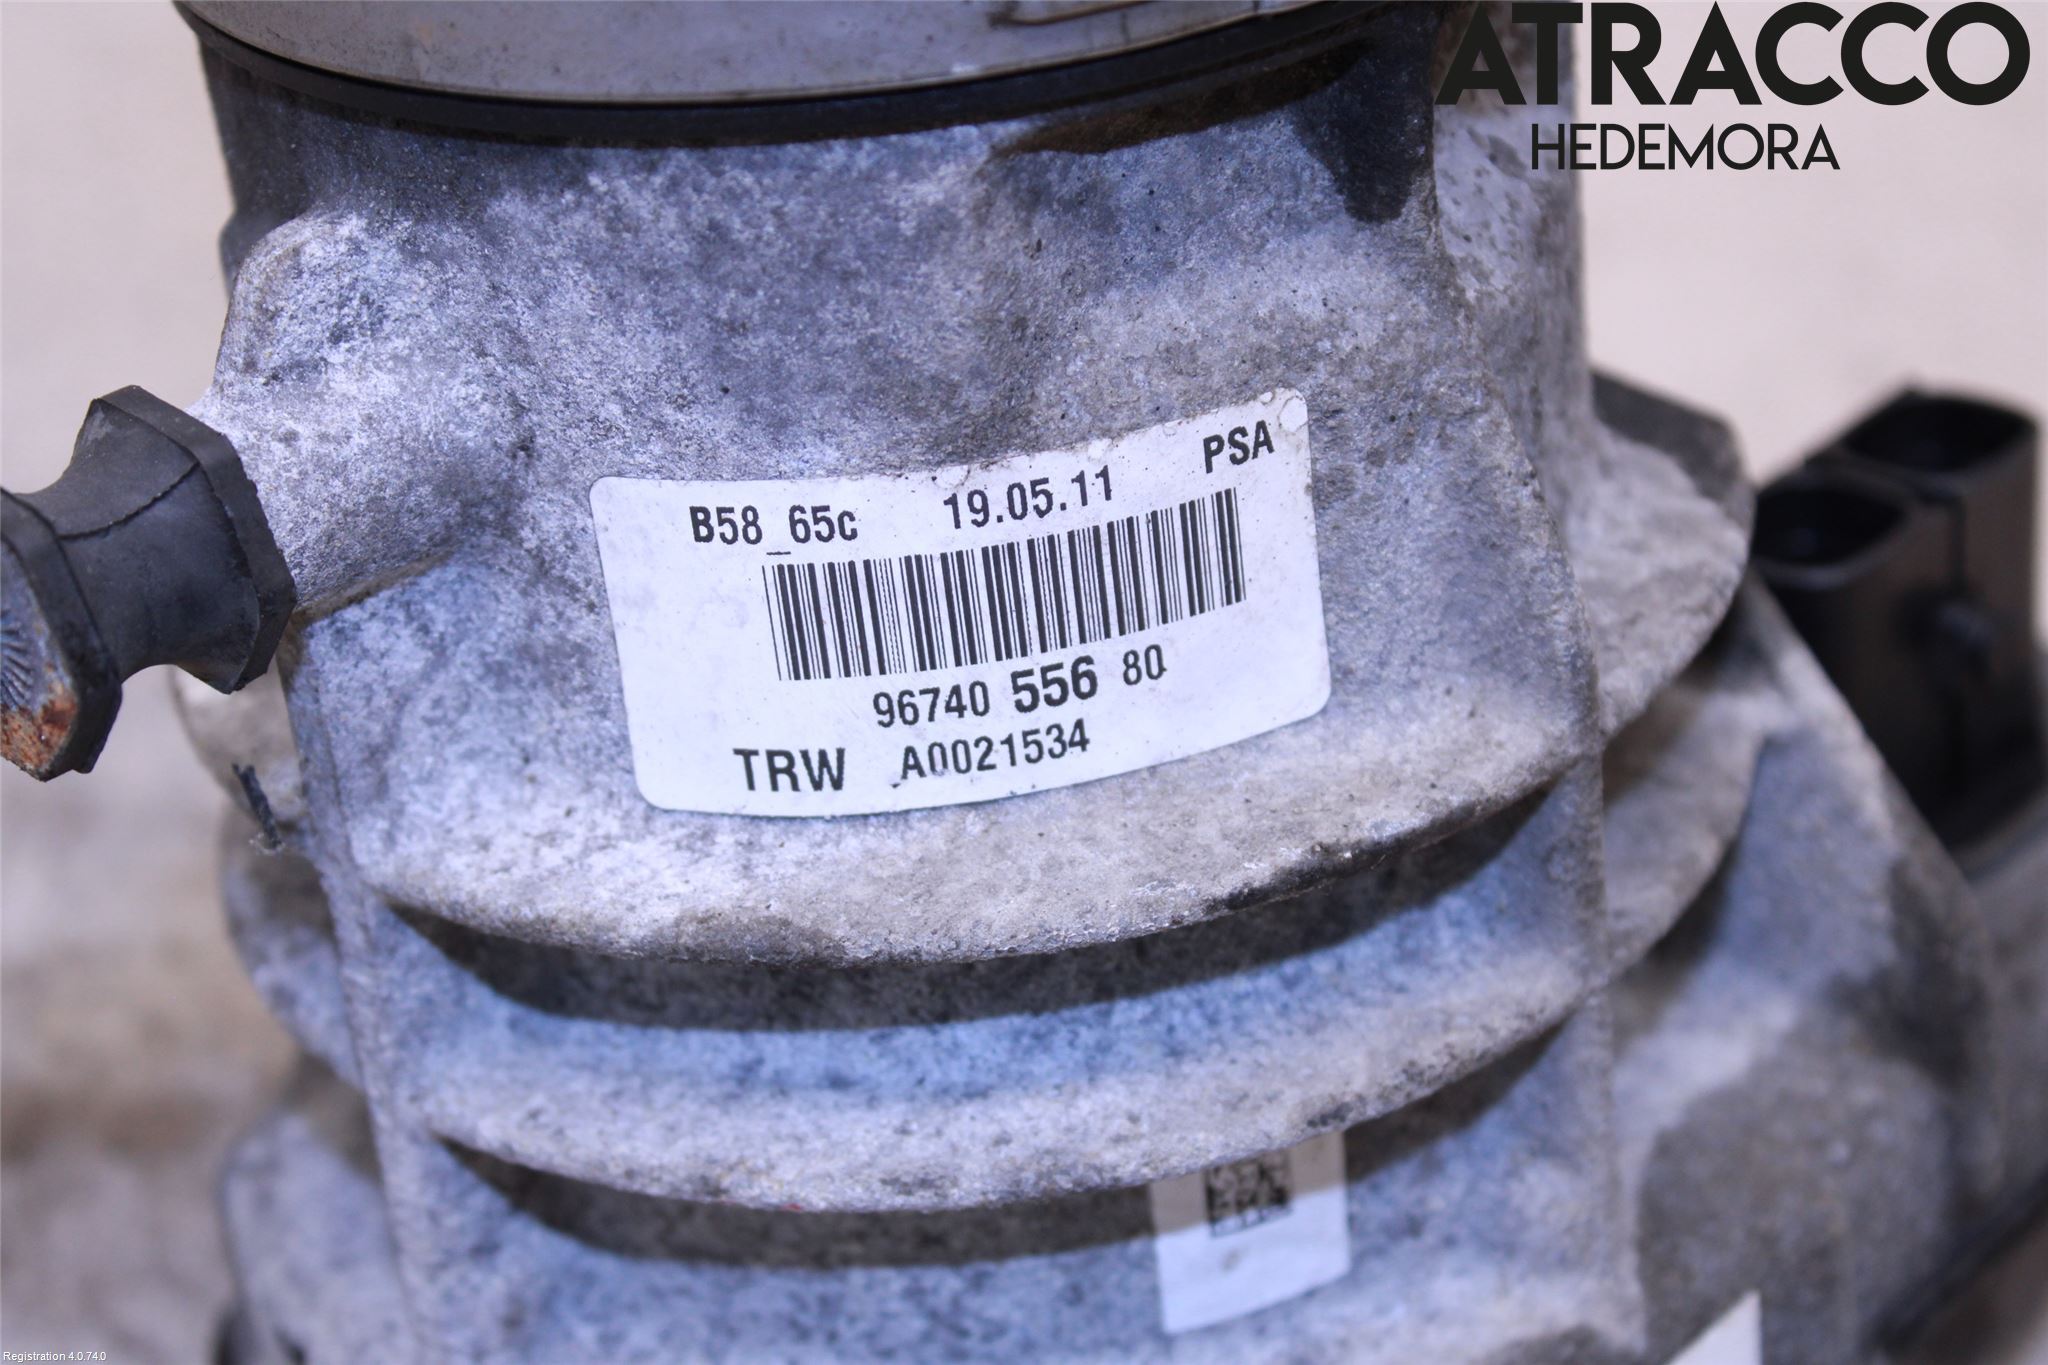 ATRACCO
HEDEMORA
B58_65c 19.05.11 PSA
96740 556 80
TRW A0021534
Registration 4.0.74.0